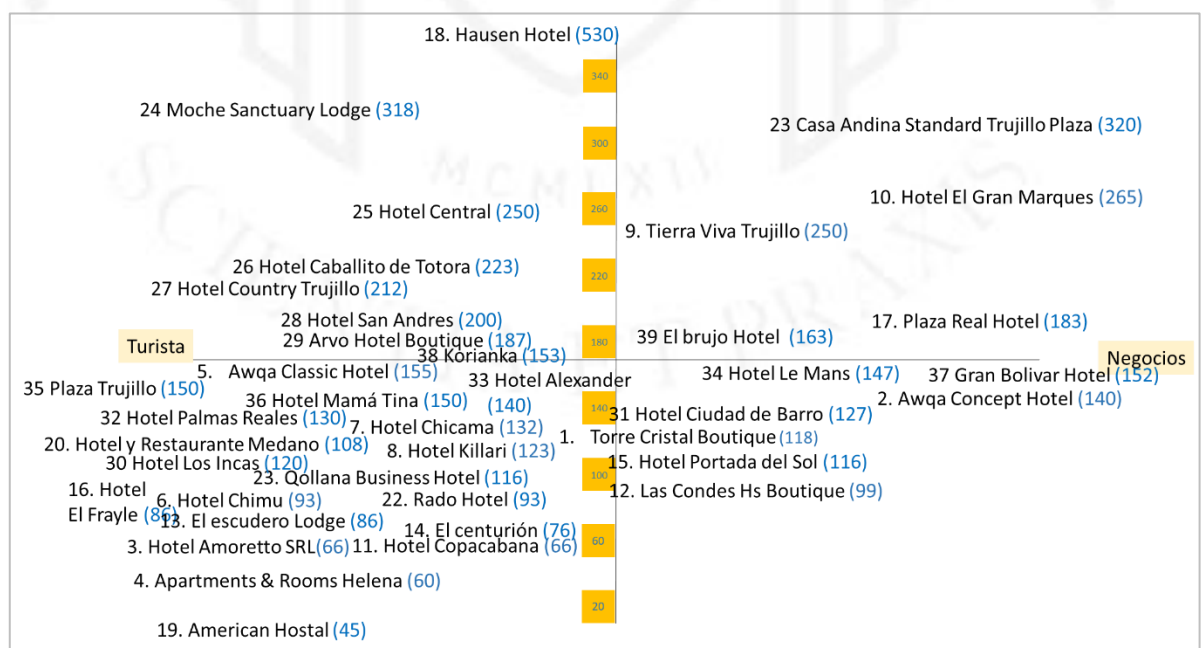 18. Hausen Hotel (530)
340
24 Moche Sanctuary Lodge (318)
23 Casa Andina Standard Trujillo Plaza (320)
300
MCMLXII
SCIENTIA ET PRAXIS
10. Hotel El Gran Marques (265)
25 Hotel Central (250)
260
9. Tierra Viva Trujillo (250)
26 Hotel Caballito de Totora (223)
220
27 Hotel Country Trujillo (212)
28 Hotel San Andres (200)
17. Plaza Real Hotel (183)
29 Arvo Hotel Boutique (187)
180
39 El brujo Hotel (163)
Turista
38 Korianka (153)
Negocios
5. Awqa Classic Hotel (155)
33 Hotel Alexander
(140)
34 Hotel Le Mans (147)
37 Gran Bolivar Hotel (152)
35 Plaza Trujillo (150)
36 Hotel Mamá Tina (150)
140
2. Awqa Concept Hotel (140)
32 Hotel Palmas Reales (130)
7. Hotel Chicama (132)
31 Hotel Ciudad de Barro (127)
20. Hotel y Restaurante Medano (108)
8. Hotel Killari (123)
1. Torre Cristal Boutique (118)
30 Hotel Los Incas (120)
15. Hotel Portada del Sol (116)
23. Qollana Business Hotel (116)
100
16. Hotel
El Frayle (86)
6. Hotel Chimu (93)
22. Rado Hotel (93)
12. Las Condes Hs Boutique (99)
13. El escudero Lodge (86)
14. El centurión (76)
3. Hotel Amoretto SRL(66)
11. Hotel Copacabana (66)
60
4. Apartments & Rooms Helena (60)
20
19. American Hostal (45)